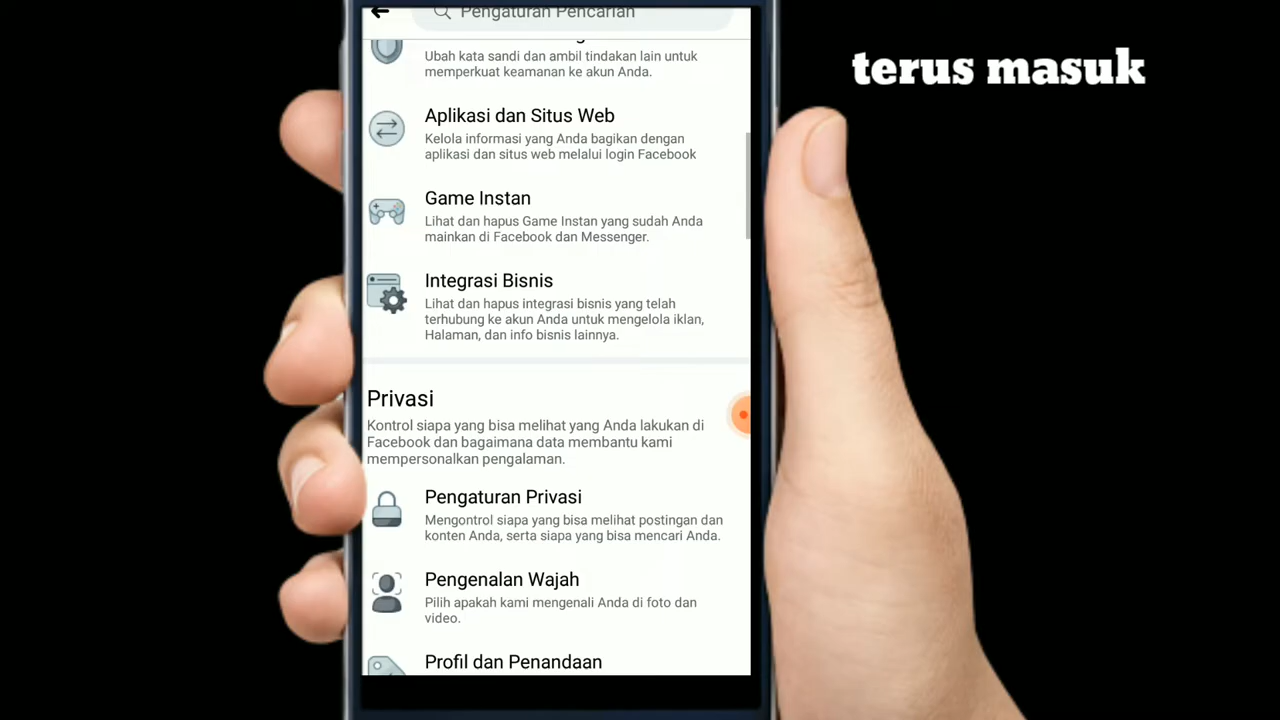 Pengaturan Pencarian
terus masuk
Ubah kata sandi dan ambil tindakan lain untuk
memperkuat keamanan ke akun Anda.
Aplikasi dan Situs Web
Kelola informasi yang Anda bagikan dengan
aplikasi dan situs web melalui login Facebook
Game Instan
Lihat dan hapus Game Instan yang sudah Anda
mainkan di Facebook dan Messenger.
Integrasi Bisnis
Lihat dan hapus integrasi bisnis yang telah
terhubung ke akun Anda untuk mengelola iklan,
Halaman, dan info bisnis lainnya.
Privasi
Kontrol siapa yang bisa melihat yang Anda lakukan di
Facebook dan bagaimana data membantu kami
mempersonalkan pengalaman.
Pengaturan Privasi
Mengontrol siapa yang bisa melihat postingan dan
konten Anda, serta siapa yang bisa mencari Anda.
Pengenalan Wajah
Pilih apakah kami mengenali Anda di foto dan
video.
Profil dan Penandaan